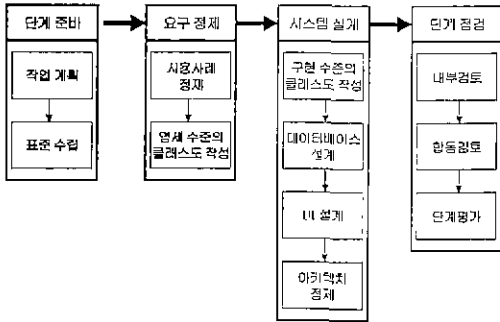 단계 준비
작업 계획
표준 수립
요구 정제
사용사례
정제
명세 수준의
클래스도 작성
시스템 설계
구현 수준의
클래스도 작성
데이터베이스
설계
UI 설계
아키텍처
정제
단계 점검
내부검토
합동검토
단계평가